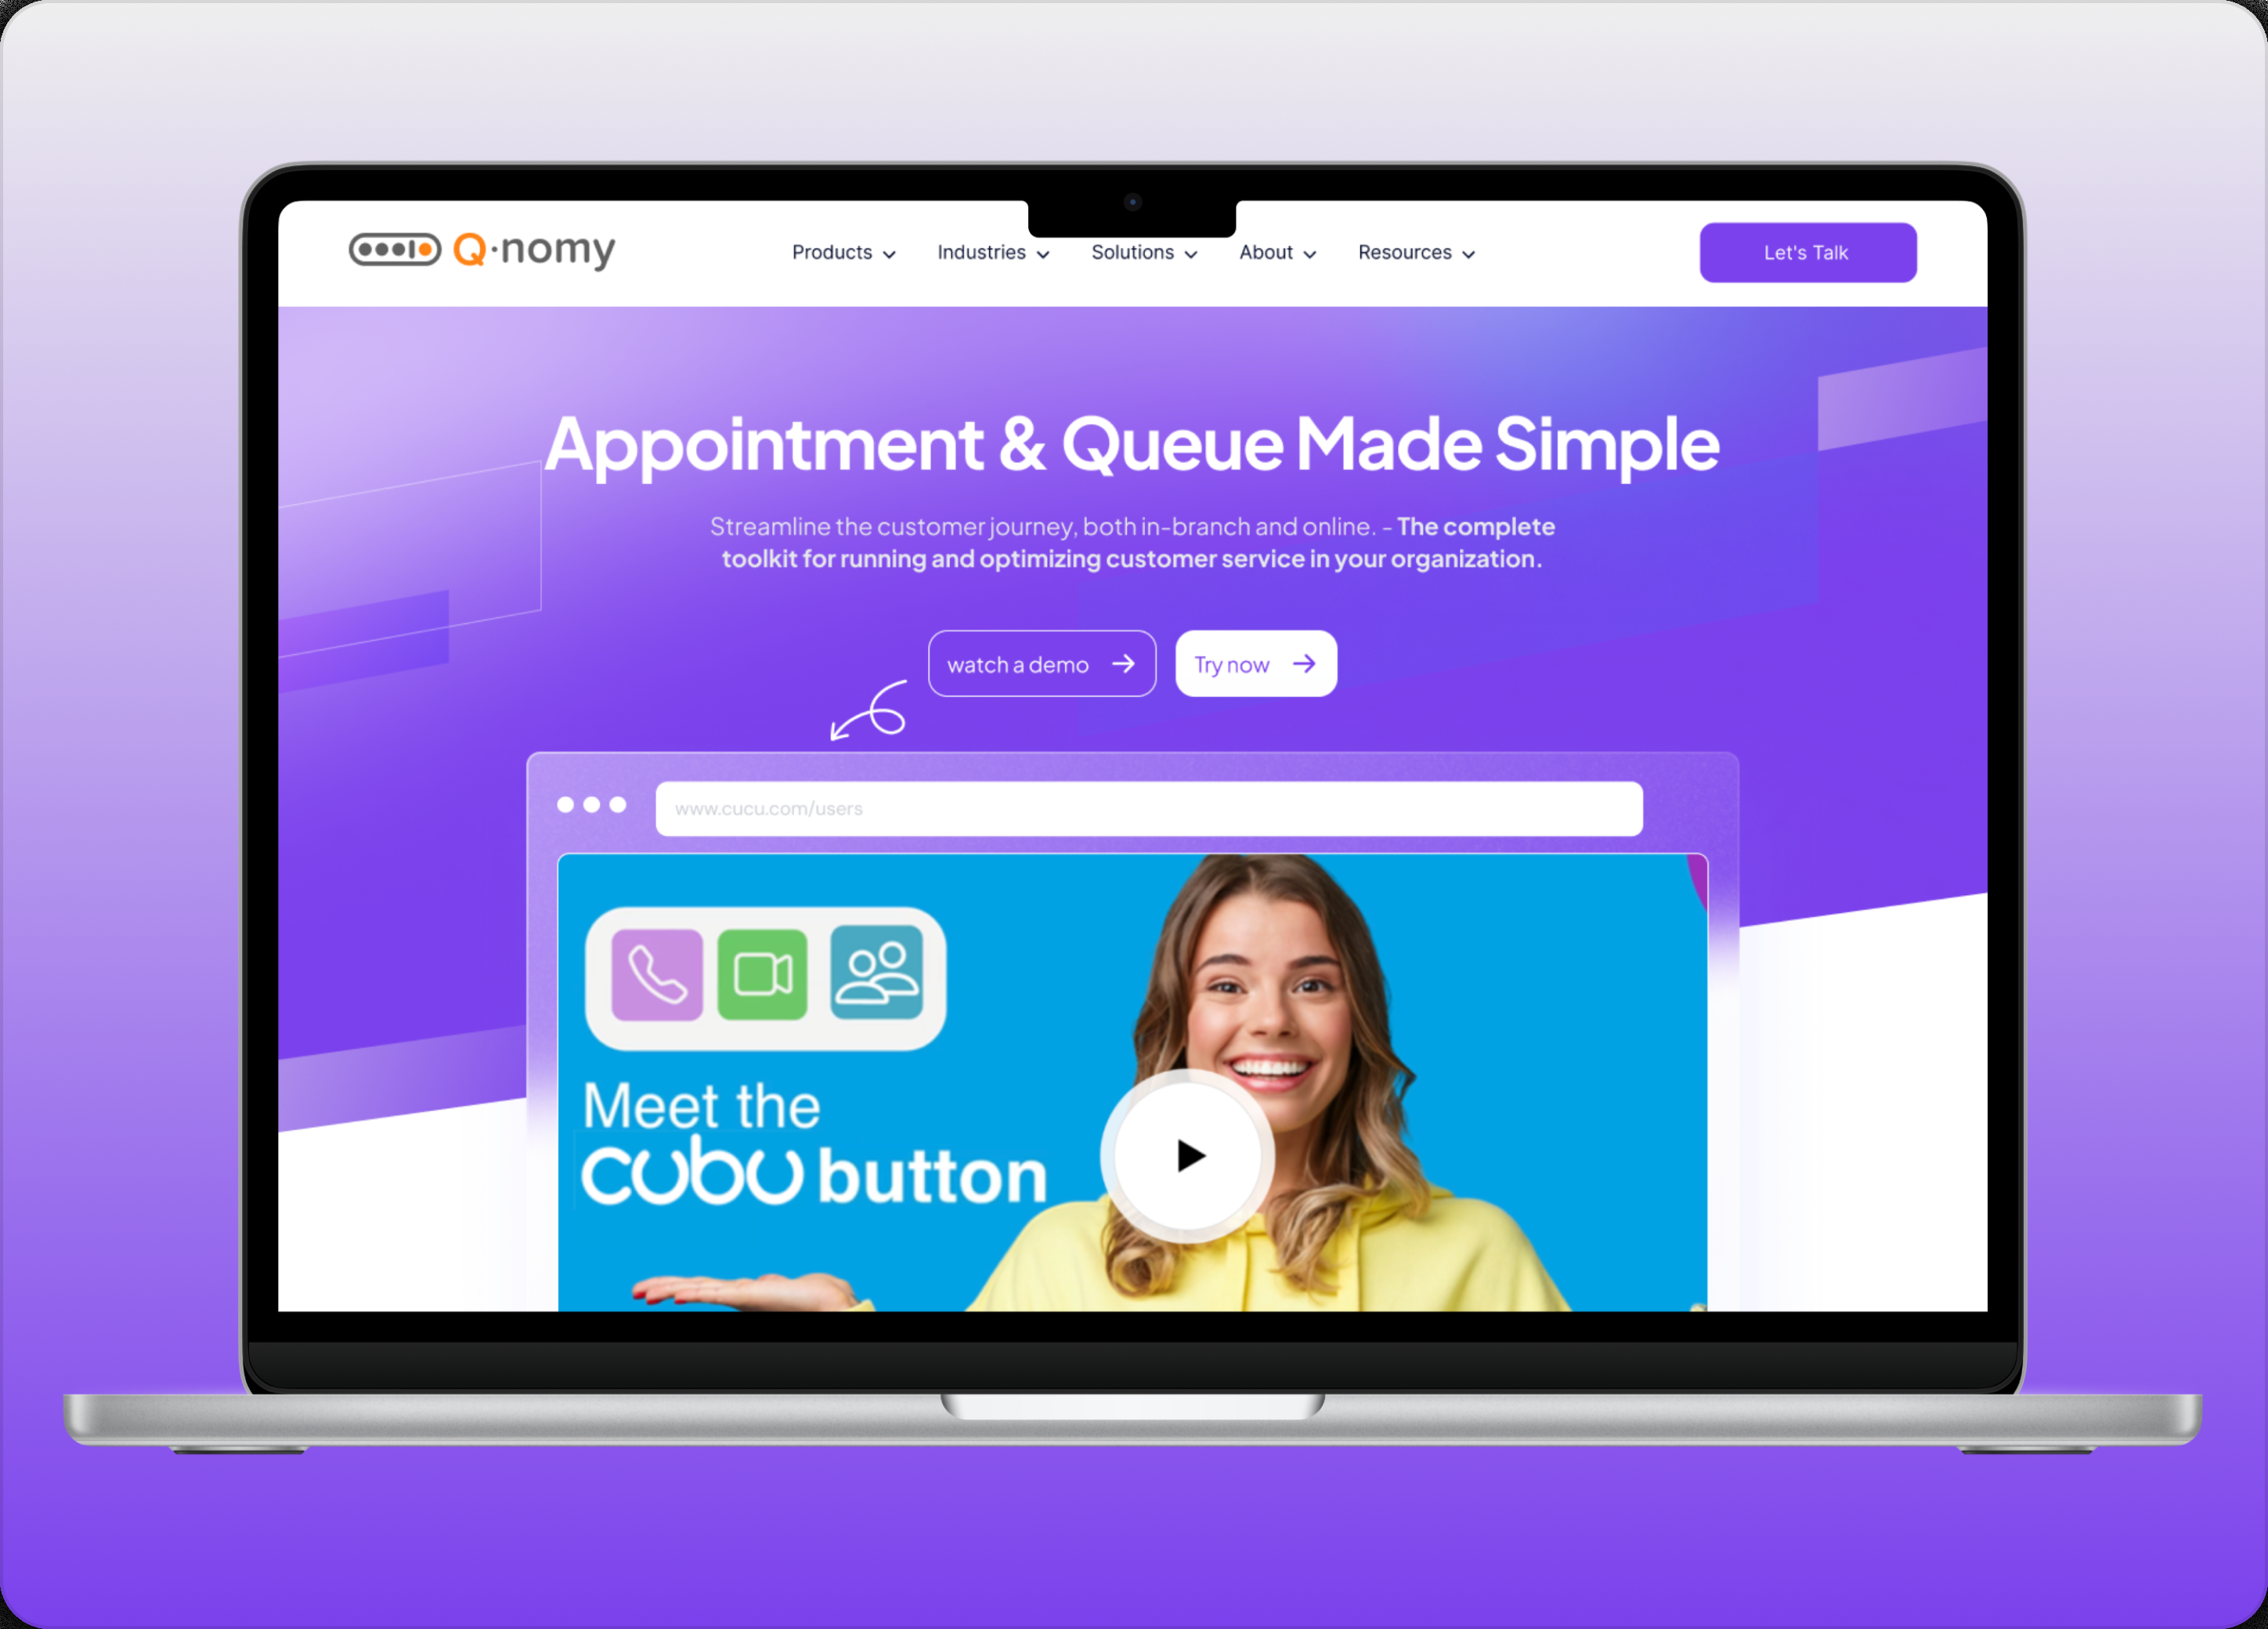 Q·nomy
Products
Industries
Solutions
About
Resources
Let's Talk
Appointment & Queue Made Simple
Streamline the customer journey, both in-branch and online. - The complete
toolkit for running and optimizing customer service in your organization.
watch a demo
Try now
www.cucu.com/users
Meet the
cubu button